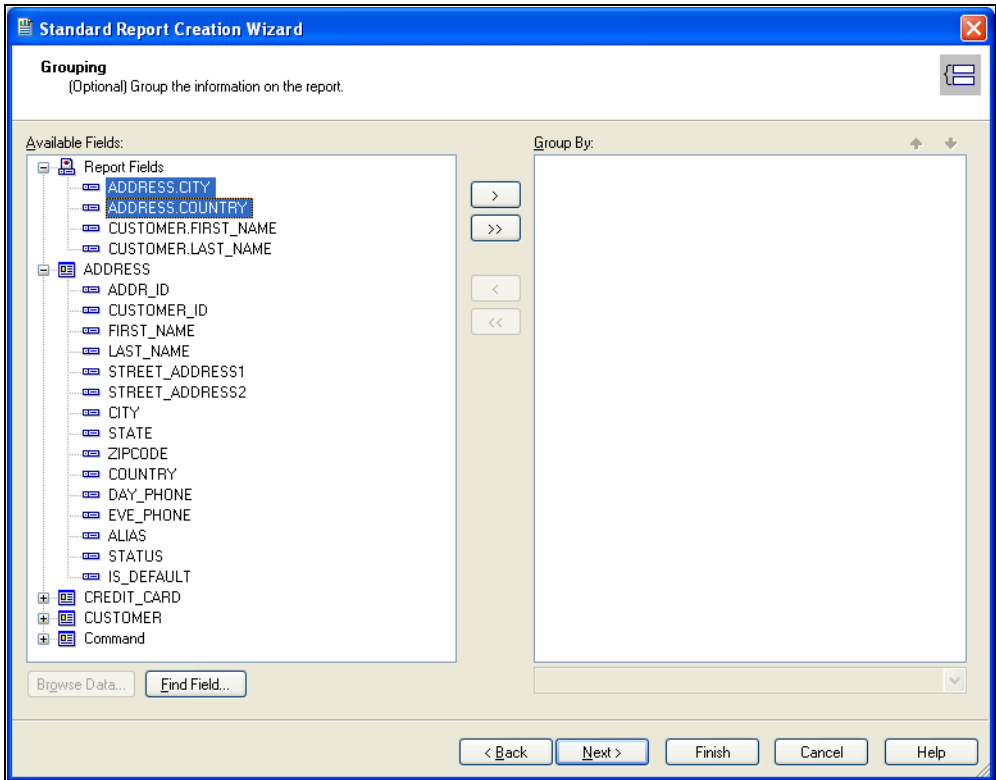 Standard Report Creation Wizard
Grouping
(Optional) Group the information on the report.
Available Fields:
Group By:
Report Fields
ADDRESS.CITY
ADDRESS.COUNTRY
CUSTOMER.FIRST_NAME
CUSTOMER.LAST_NAME
ADDRESS
ADDR_ID
CUSTOMER_ID
FIRST_NAME
LAST_NAME
STREET_ADDRESS1
STREET_ADDRESS2
CITY
STATE
ZIPCODE
COUNTRY
DAY_PHONE
EVE_PHONE
ALIAS
STATUS
IS_DEFAULT
CREDIT_CARD
CUSTOMER
Command
>
>>
<
<<
Browse Data...
Find Field...
< Back
Next >
Finish
Cancel
Help